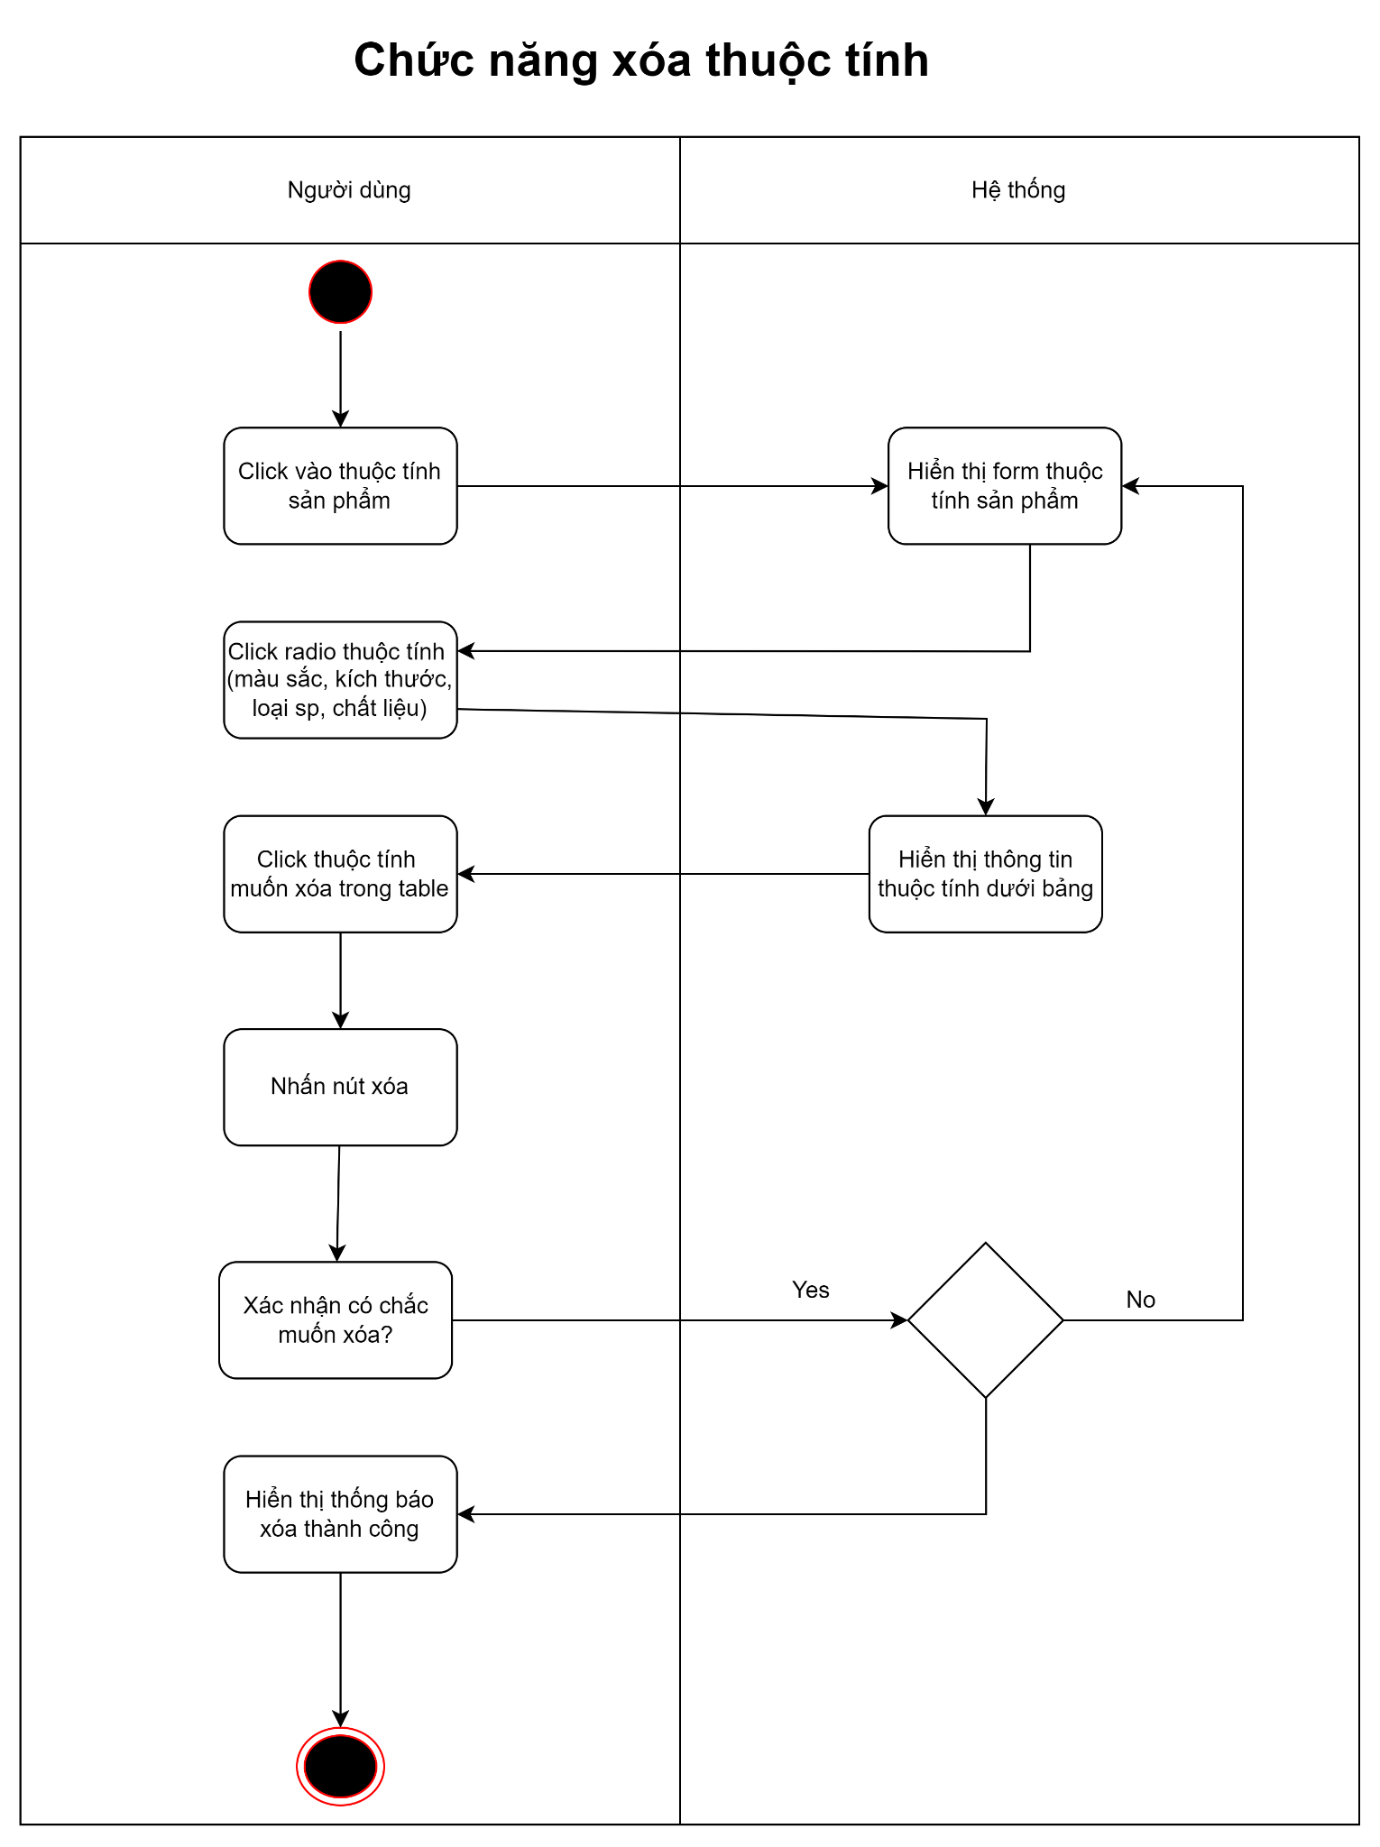 Chức năng xóa thuộc tính
Người dùng
Hệ thống
Click vào thuộc tính
sản phẩm
Hiển thị form thuộc
tính sản phẩm
Click radio thuộc tính
(màu sắc, kích thước,
loại sp, chất liệu)
Click thuộc tính
muốn xóa trong table
Hiển thị thông tin
thuộc tính dưới bảng
Nhấn nút xóa
Xác nhận có chắc
muốn xóa?
Yes
No
Hiển thị thống báo
xóa thành công